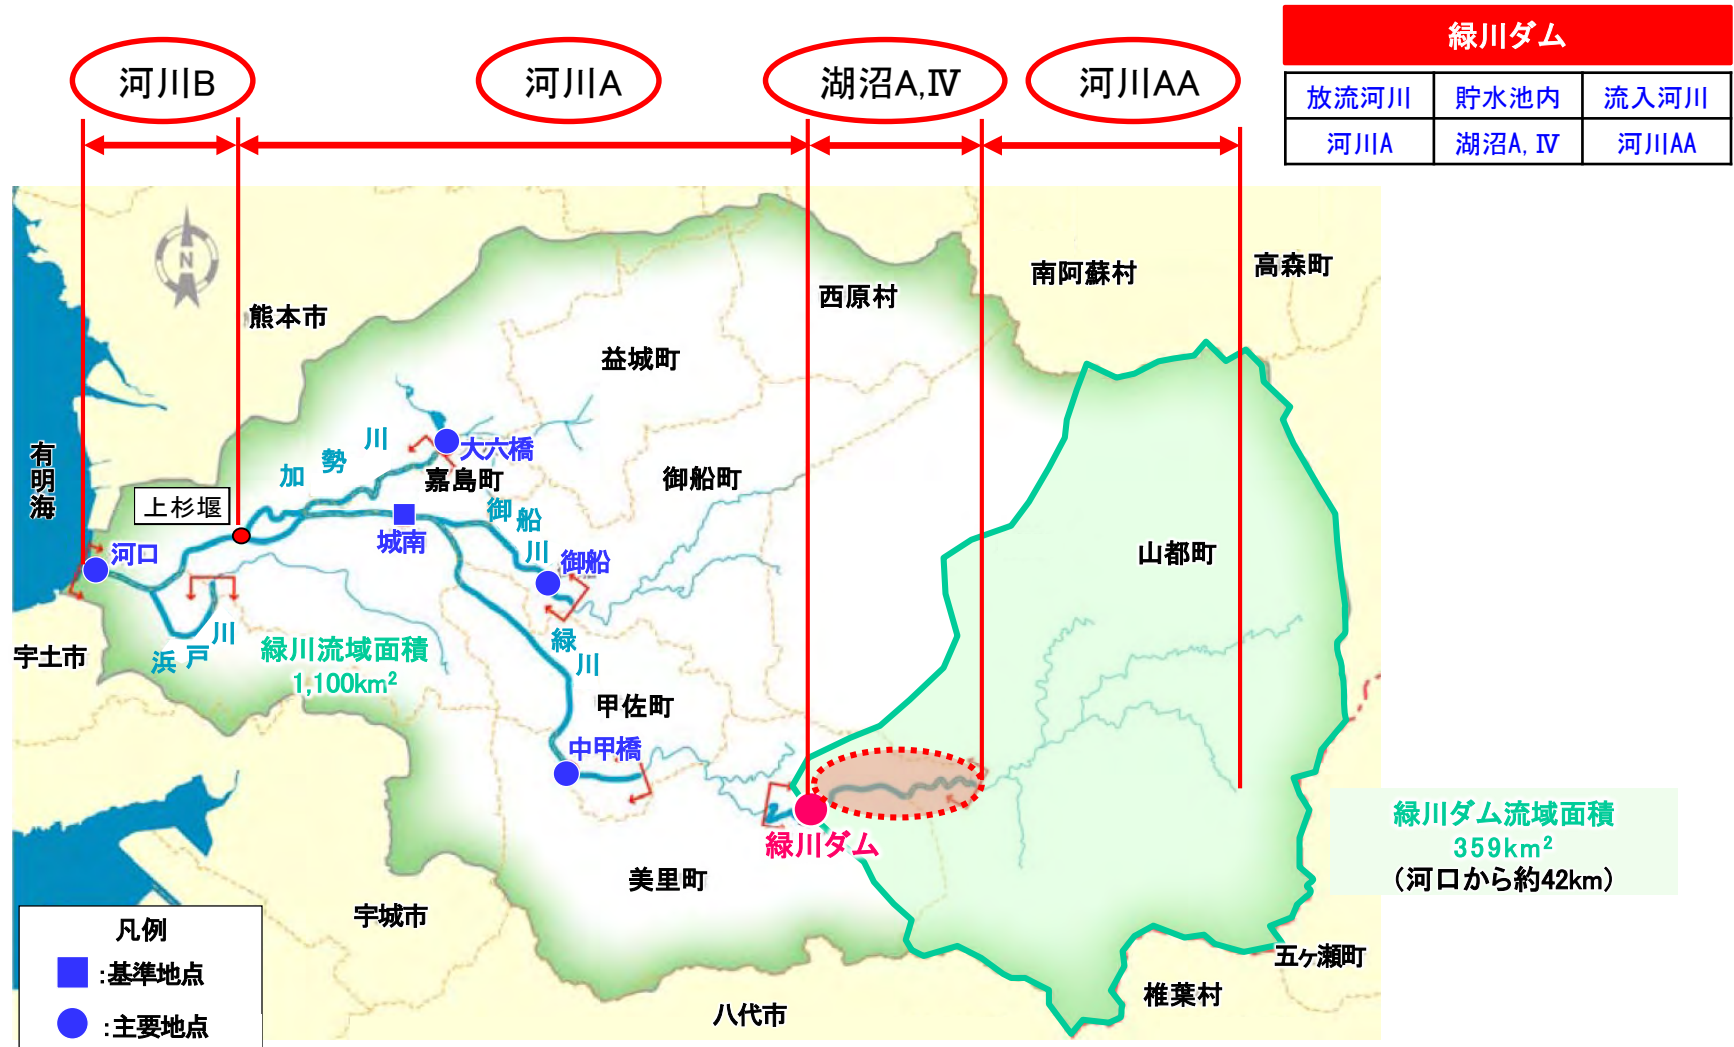 河川B
河川A
湖沼A,Ⅳ
河川AA
緑川ダム
放流河川 貯水池内 流入河川
河川A 湖沼A,Ⅳ 河川AA
N
熊本市
益城町
西原村
南阿蘇村
高森町
有明海
加勢川
大六橋
嘉島町
御船町
上杉堰
城南
御船川
御船
河口
山都町
宇土市
浜戸川
緑川流域面積
1,100km²
緑川
甲佐町
中甲橋
緑川ダム
美里町
緑川ダム流域面積
359km²
(河口から約42km)
宇城市
八代市
椎葉村
五ヶ瀬町
凡例
:基準地点
:主要地点